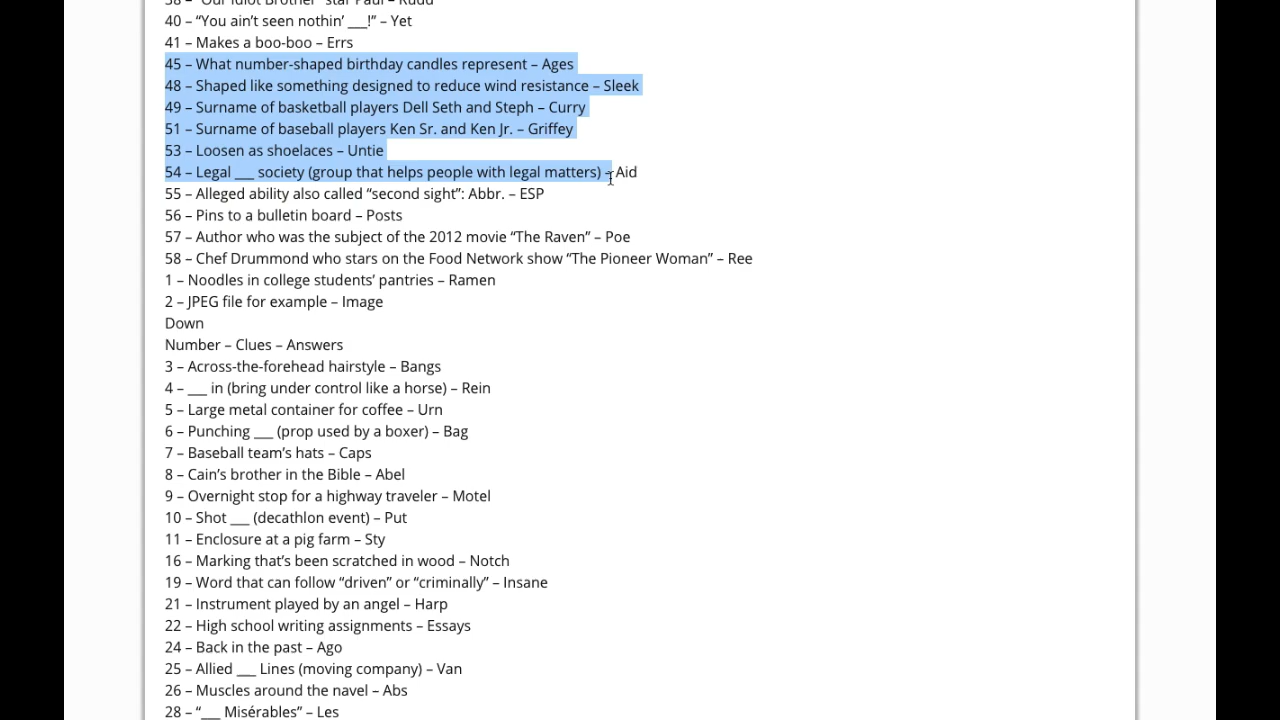 38 – “Our Idiot Brother” star Paul – Rudd
40 – “You ain’t seen nothin’ ___!” – Yet
41 – Makes a boo-boo – Errs
45 – What number-shaped birthday candles represent – Ages
48 – Shaped like something designed to reduce wind resistance – Sleek
49 – Surname of basketball players Dell Seth and Steph – Curry
51 – Surname of baseball players Ken Sr. and Ken Jr. – Griffey
53 – Loosen as shoelaces – Untie
54 – Legal ___ society (group that helps people with legal matters) – Aid
55 – Alleged ability also called “second sight”: Abbr. – ESP
56 – Pins to a bulletin board – Posts
57 – Author who was the subject of the 2012 movie “The Raven” – Poe
58 – Chef Drummond who stars on the Food Network show “The Pioneer Woman” – Ree
1 – Noodles in college students’ pantries – Ramen
2 – JPEG file for example – Image
Down
Number – Clues – Answers
3 – Across-the-forehead hairstyle – Bangs
4 – ___ in (bring under control like a horse) – Rein
5 – Large metal container for coffee – Urn
6 – Punching ___ (prop used by a boxer) – Bag
7 – Baseball team’s hats – Caps
8 – Cain’s brother in the Bible – Abel
9 – Overnight stop for a highway traveler – Motel
10 – Shot ___ (decathlon event) – Put
11 – Enclosure at a pig farm – Sty
16 – Marking that’s been scratched in wood – Notch
19 – Word that can follow “driven” or “criminally” – Insane
21 – Instrument played by an angel – Harp
22 – High school writing assignments – Essays
24 – Back in the past – Ago
25 – Allied ___ Lines (moving company) – Van
26 – Muscles around the navel – Abs
28 – “___ Misérables” – Les